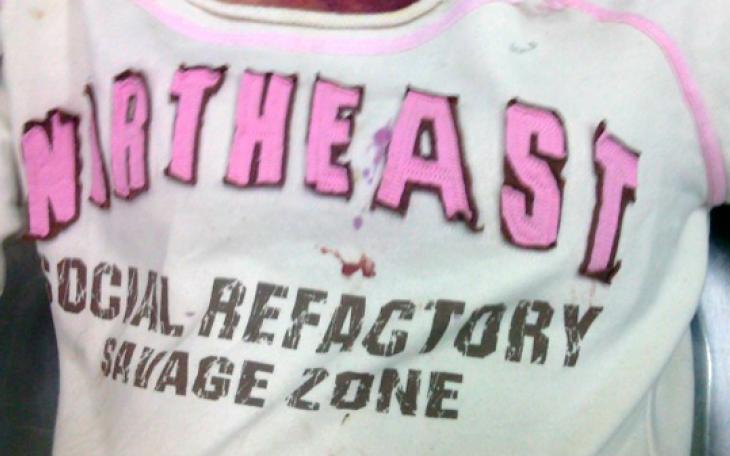 NORTHEAST
SOCIAL REFACTORY
SAVAGE ZONE